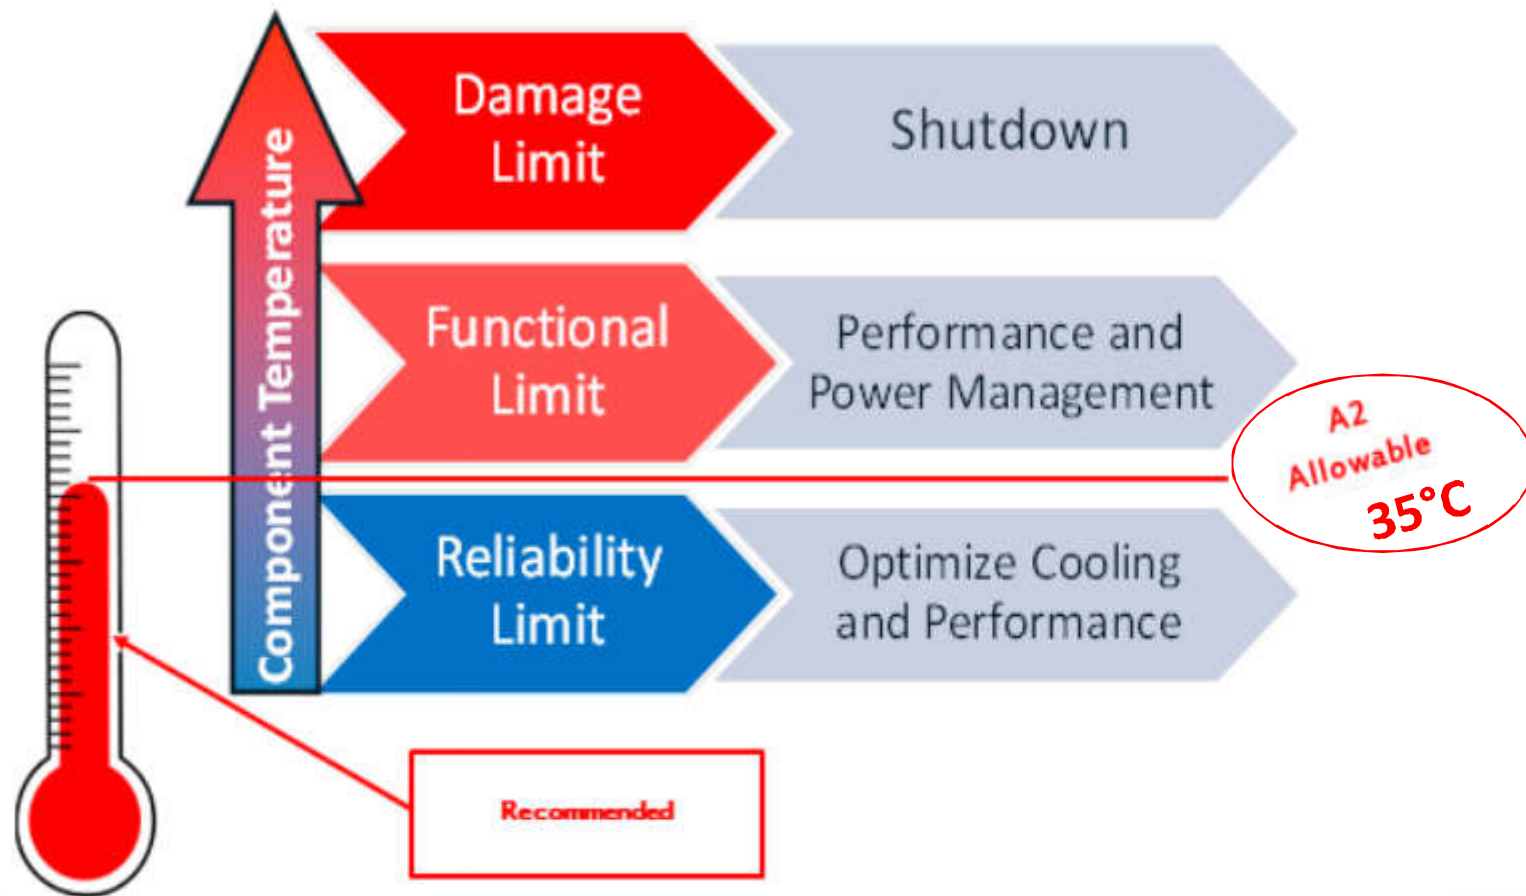 Component Temperature
Damage
Limit
Shutdown
Functional
Limit
Performance and
Power Management
A2
Allowable
35°C
Reliability
Limit
Optimize Cooling
and Performance
Recommended